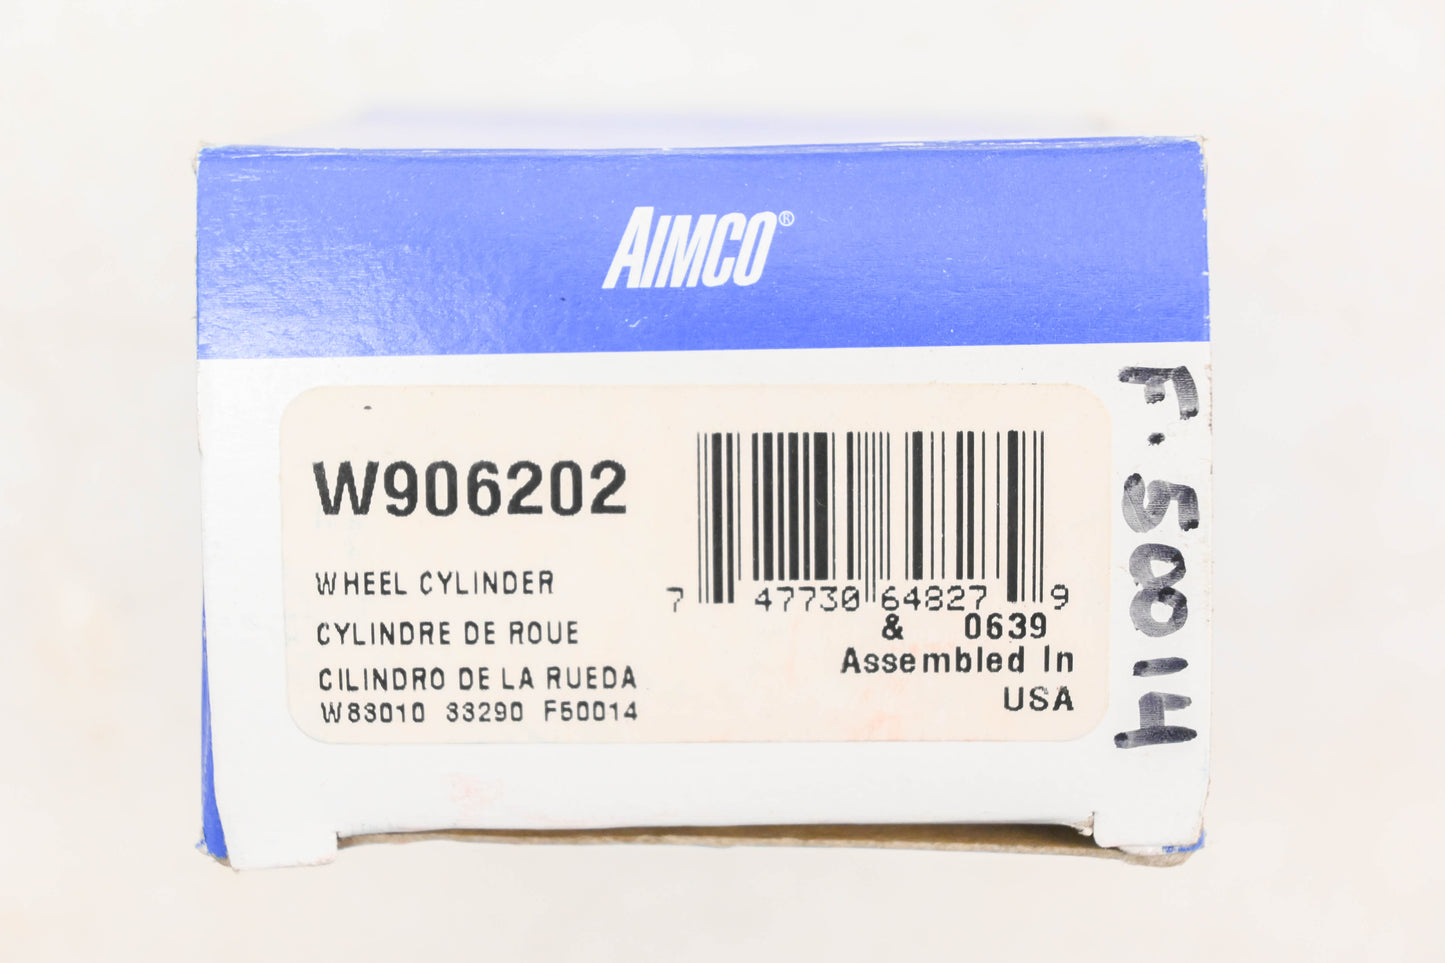 AIMCO®
W906202
WHEEL CYLINDER
CYLINDRE DE ROUE
CILINDRO DE LA RUEDA
W83010 33290 F50014
7 47730 64827 9
& 0639
Assembled In
USA
F.50014